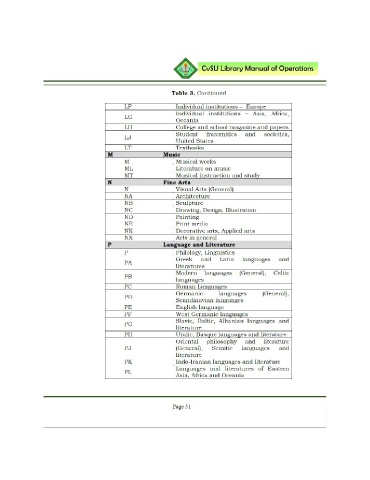 CvSU Library Manual of Operations
Table 3. Continued
LF Individual institutions – Europe
LG Individual institutions – Asia, Africa,
Oceania
LH College and school magazine and papers
LJ Student fraternities and societies,
United States
LT Textbooks
M Music
M Musical works
ML Literature on music
MT Musical instruction and study
N Fine Arts
N Visual Arts (General)
NA Architecture
NB Sculpture
NC Drawing, Design, Illustration
ND Painting
NE Print media
NK Decorative arts, Applied arts
NX Arts in general
P Language and Literature
P Philology, Linguistics
PA Greek and Latin languages and
literatures
PB Modern languages (General), Celtic
languages
PC Roman Languages
PD Germanic languages (General),
Scandinavian languages
PE English language
PF West Germanic languages
PG Slavic, Baltic, Albanian languages and
literature
PH Uralic, Basque languages and literature
PJ Oriental philosophy and literature
(General), Semitic languages and
literature
PK Indo-Iranian languages and literature
PL Languages and literatures of Eastern
Asia, Africa and Oceania
Page 51